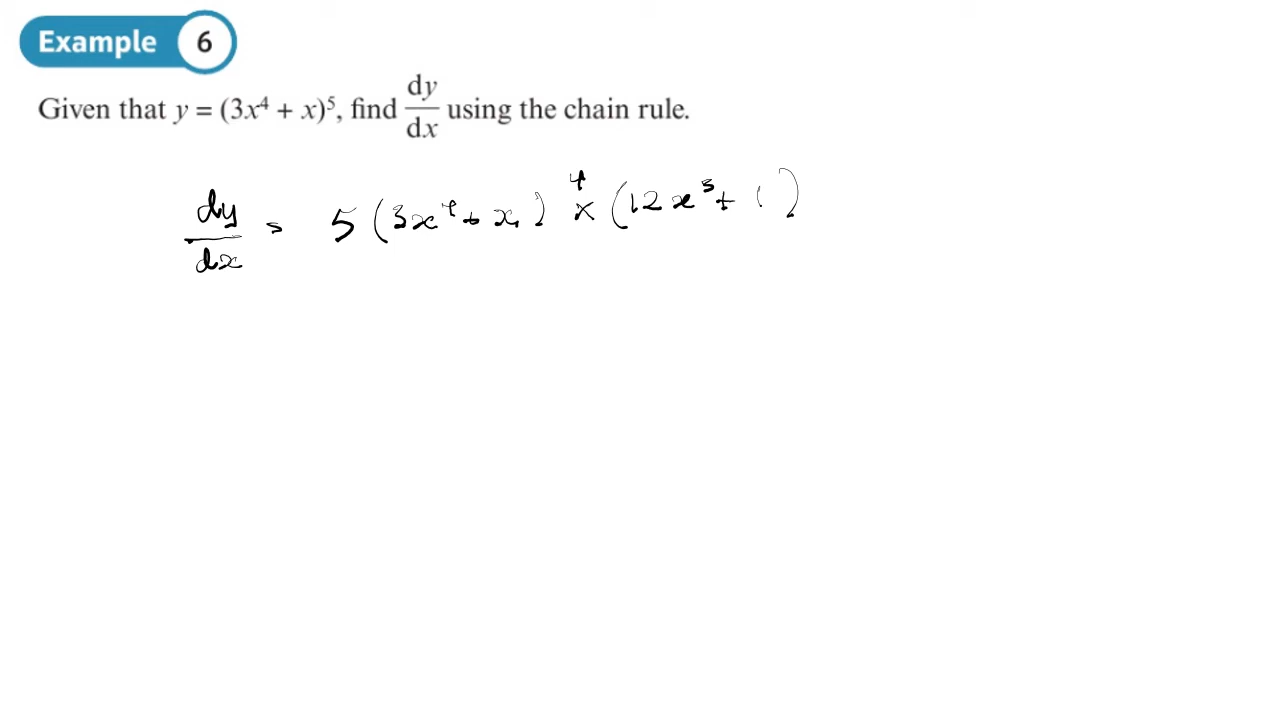 Example 6
Given that y = (3x⁴ + x)⁵, find dy/dx using the chain rule.
dy/dx = 5(3x⁴ + x)⁴ × (12x³ + 1)